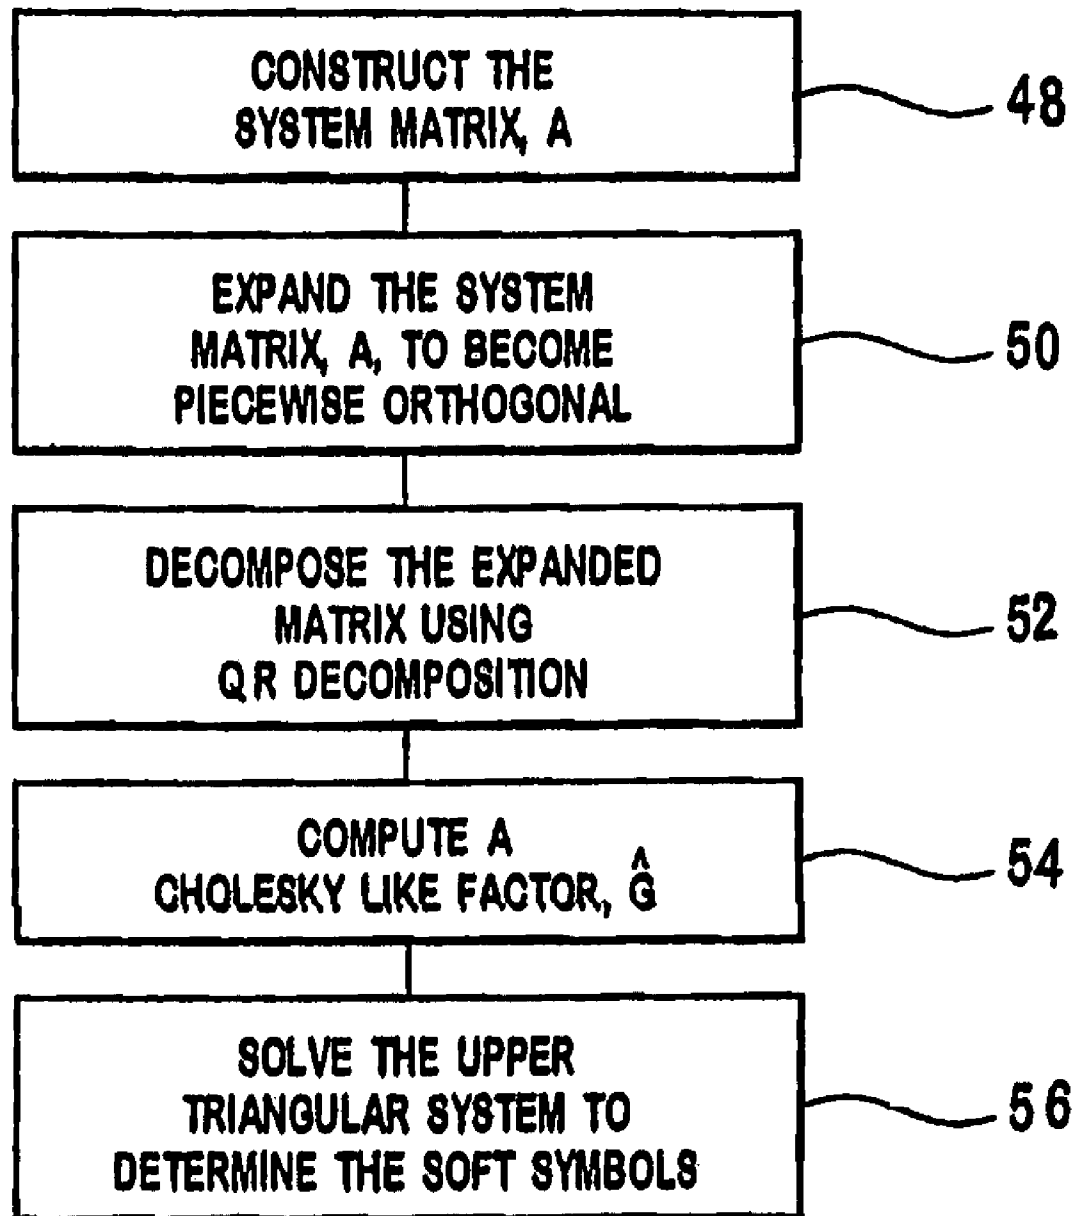 CONSTRUCT THE
SYSTEM MATRIX, A
48
EXPAND THE SYSTEM
MATRIX, A, TO BECOME
PIECEWISE ORTHOGONAL
50
DECOMPOSE THE EXPANDED
MATRIX USING
QR DECOMPOSITION
52
COMPUTE A
CHOLESKY LIKE FACTOR, Ĝ
54
SOLVE THE UPPER
TRIANGULAR SYSTEM TO
DETERMINE THE SOFT SYMBOLS
56